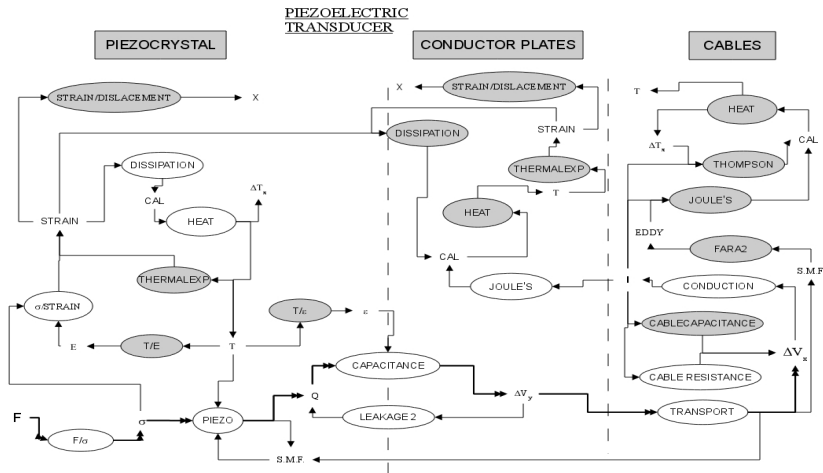 PIEZOELECTRIC
TRANSDUCER
PIEZOCRYSTAL
CONDUCTOR PLATES
CABLES
STRAIN/DISLACEMENT
X
X
STRAIN/DISLACEMENT
T
HEAT
DISSIPATION
STRAIN
ΔTx
CAL
DISSIPATION
THERMALEXP
THOMPSON
CAL
ΔTx
T
JOULE'S
STRAIN
HEAT
HEAT
EDDY
FARA2
CAL
S.M.F.
THERMALEXP
JOULE'S
I
CONDUCTION
σ/STRAIN
T/ε
ε
CABLECAPACITANCE
E
T/E
T
ΔVx
CAPACITANCE
CABLE RESISTANCE
Q
ΔVy
F
σ
PIEZO
LEAKAGE 2
TRANSPORT
F/σ
S.M.F.